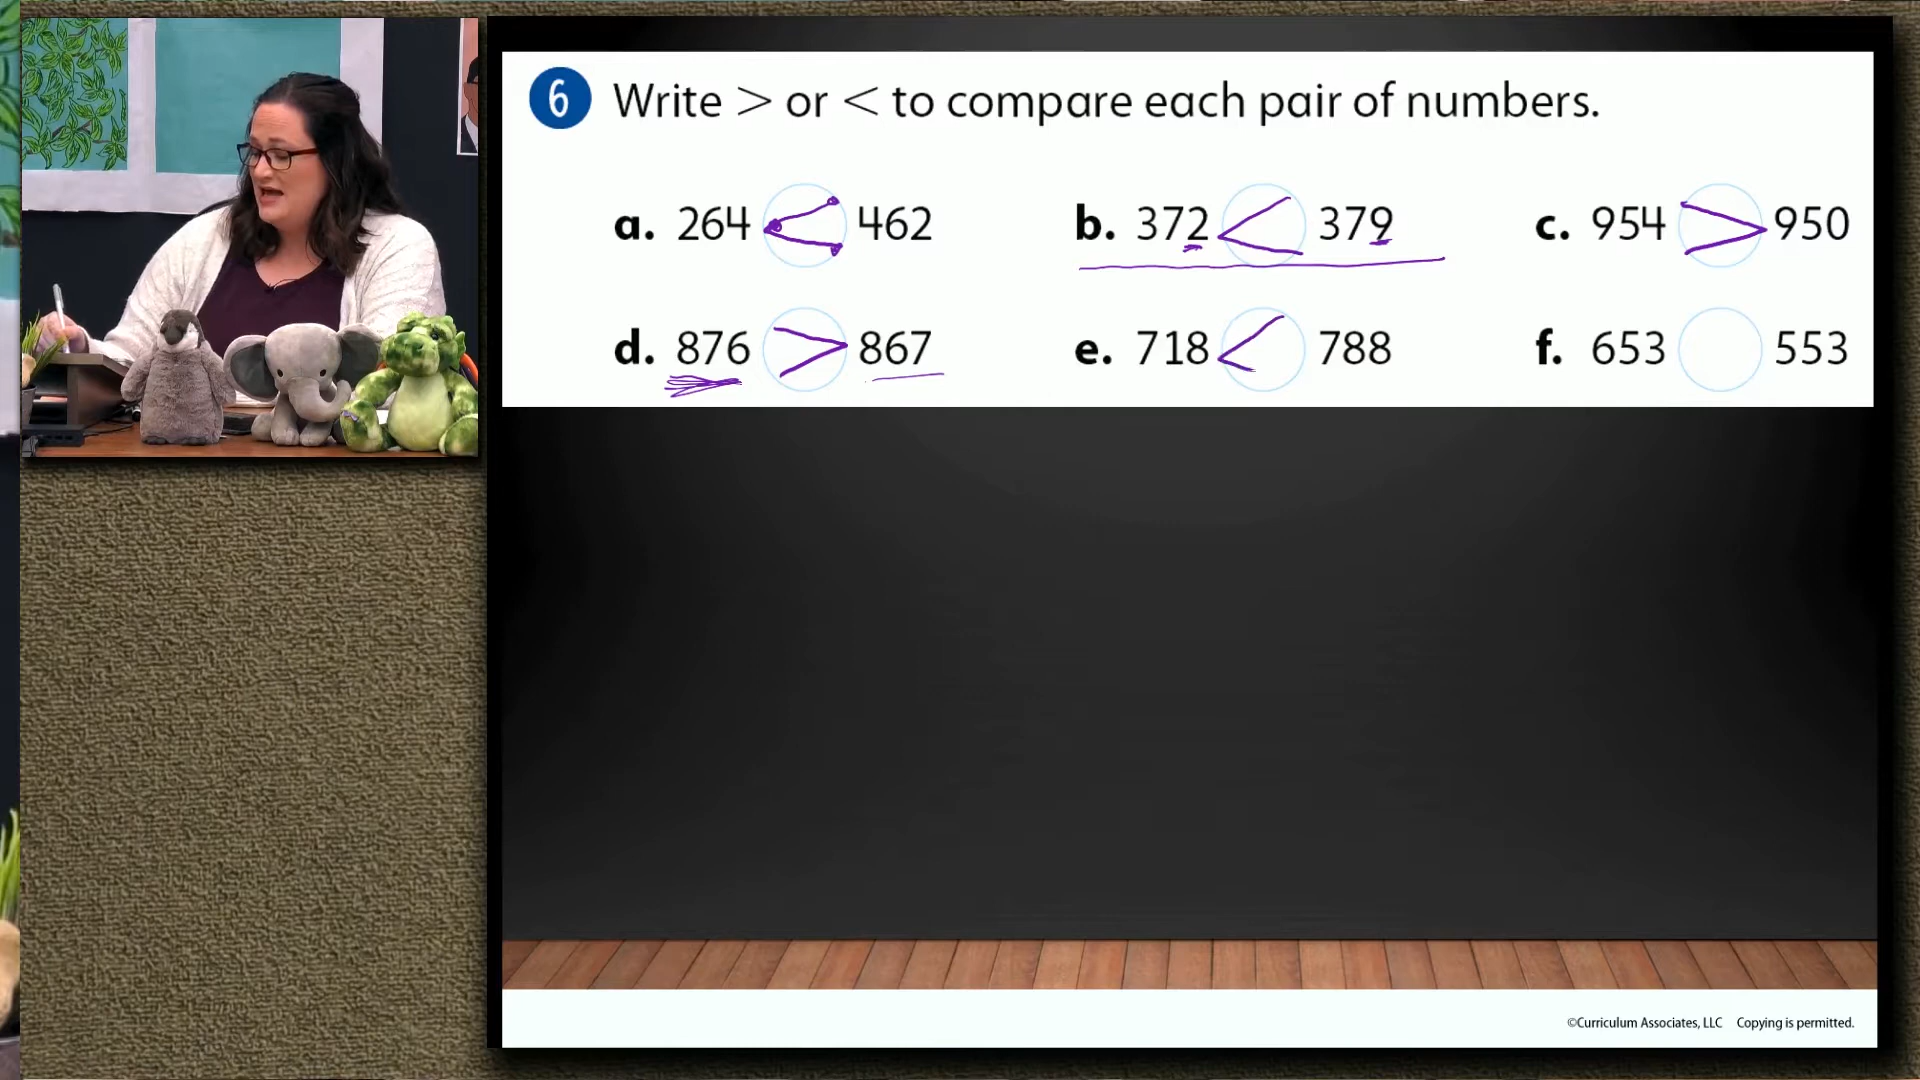 6 Write > or < to compare each pair of numbers.
a. 264 < 462 b. 372 < 379 c. 954 > 950
d. 876 > 867 e. 718 < 788 f. 653 553
©Curriculum Associates, LLC Copying is permitted.